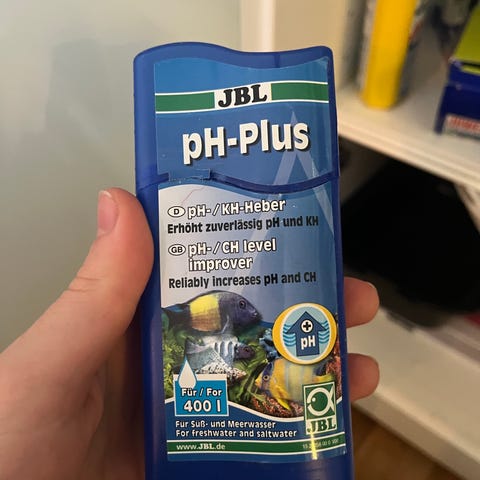 JBL
pH-Plus
D pH-/KH-Heber
Erhöht zuverlässig pH und KH
GB pH-/CH level
improver
Reliably increases pH and CH
+
pH
Für / For
400 l
Für Süß- und Meerwasser
For freshwater and saltwater
JBL
www.JBL.de